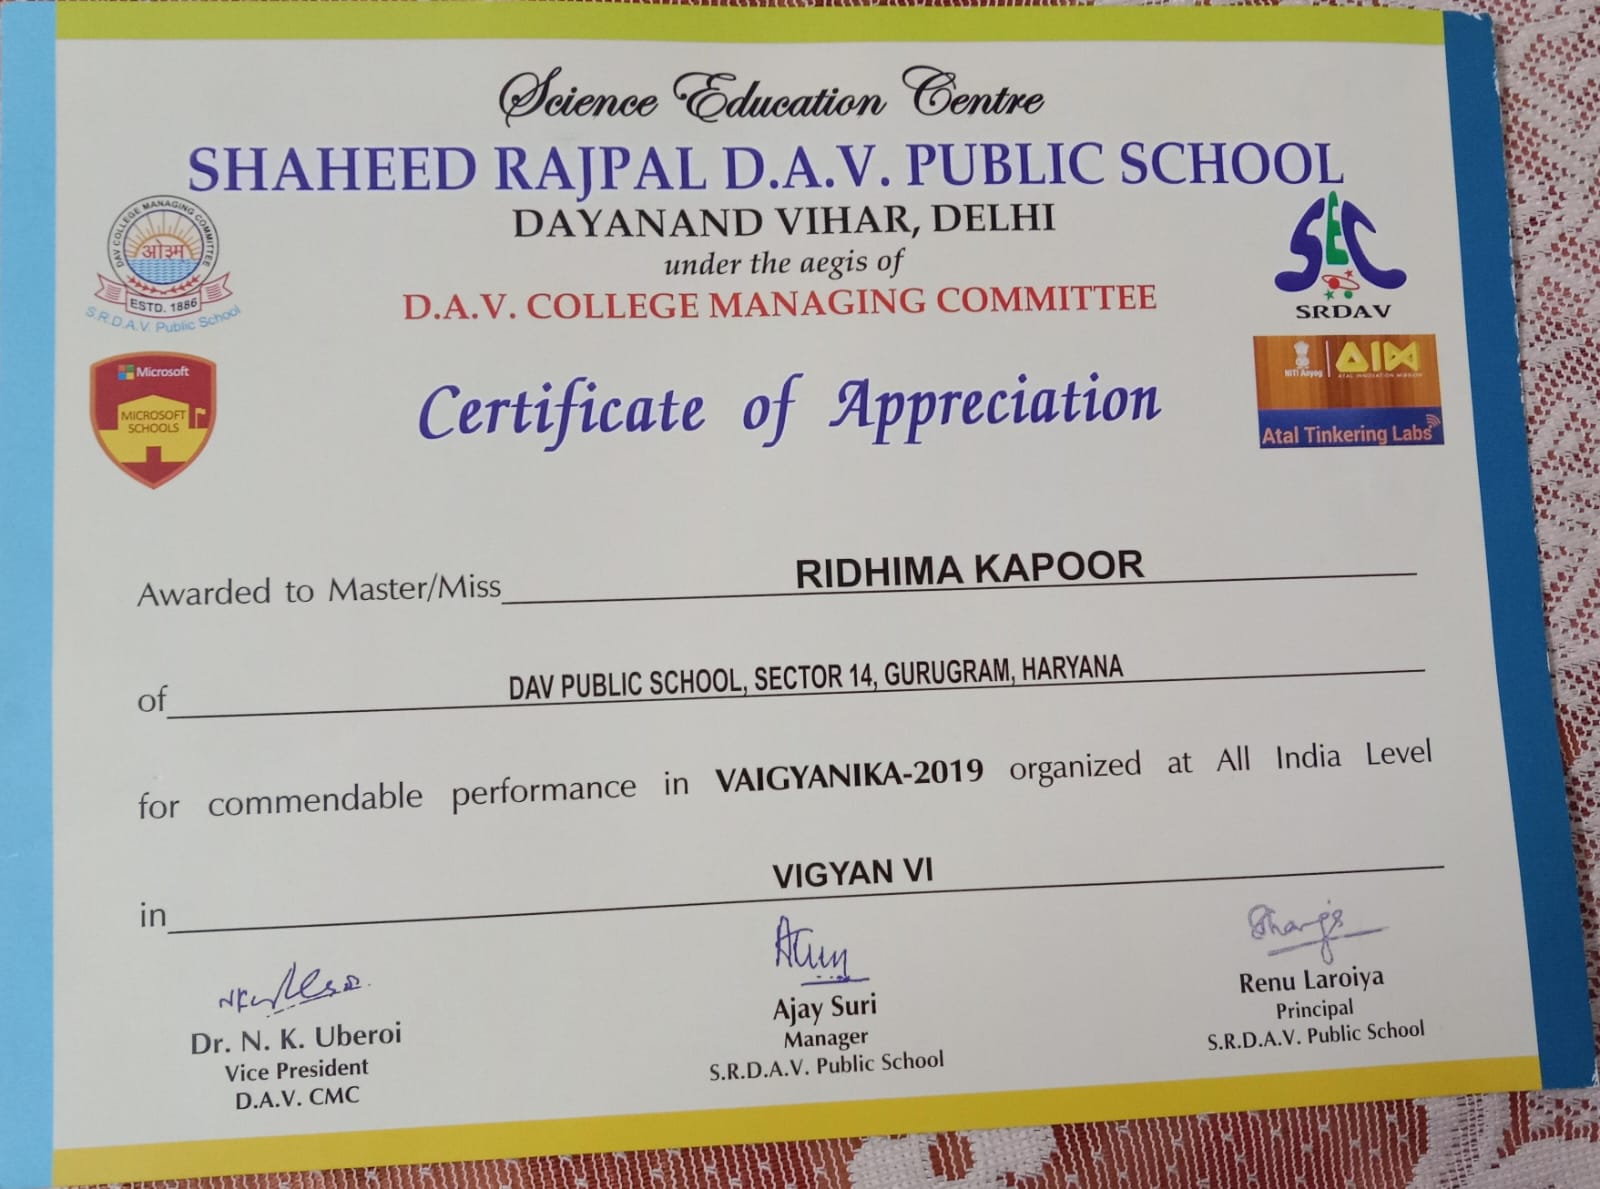 Science Education Centre
SHAHEED RAJPAL D.A.V. PUBLIC SCHOOL
DAYANAND VIHAR, DELHI
under the aegis of
D.A.V. COLLEGE MANAGING COMMITTEE
DAV COLLEGE MANAGING COMMITTEE
ओ३म्
ESTD. 1886
S.R.D.A.V. Public School
SEC
SRDAV
Microsoft
MICROSOFT
SCHOOLS
Certificate of Appreciation
NITI Aayog
AIM
ATAL INNOVATION MISSION
Atal Tinkering Labs
Awarded to Master/Miss RIDHIMA KAPOOR
of DAV PUBLIC SCHOOL, SECTOR 14, GURUGRAM, HARYANA
for commendable performance in VAIGYANIKA-2019 organized at All India Level
in VIGYAN VI
Dr. N. K. Uberoi
Vice President
D.A.V. CMC
Ajay Suri
Manager
S.R.D.A.V. Public School
Renu Laroiya
Principal
S.R.D.A.V. Public School